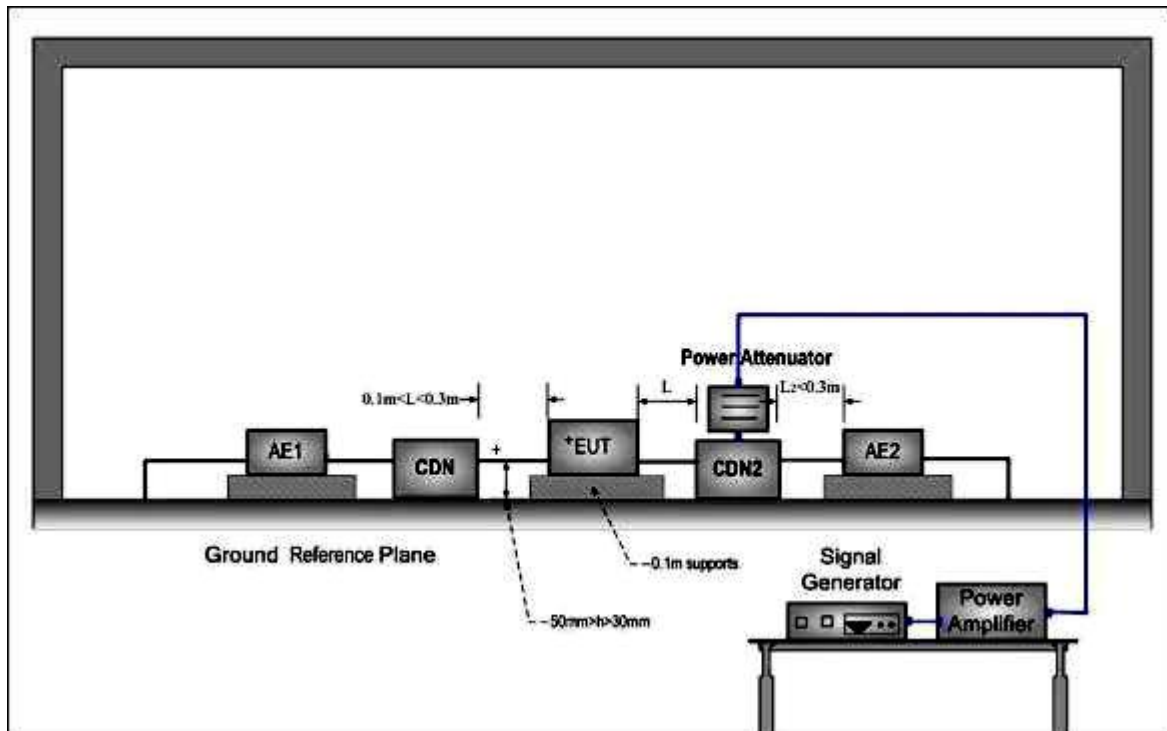 Power Attenuator
0.1m<L<0.3m
L
L2<0.3m
AE1
CDN
+
+EUT
CDN2
AE2
Ground Reference Plane
0.1m supports
50mm>h>30mm
Signal
Generator
Power
Amplifier